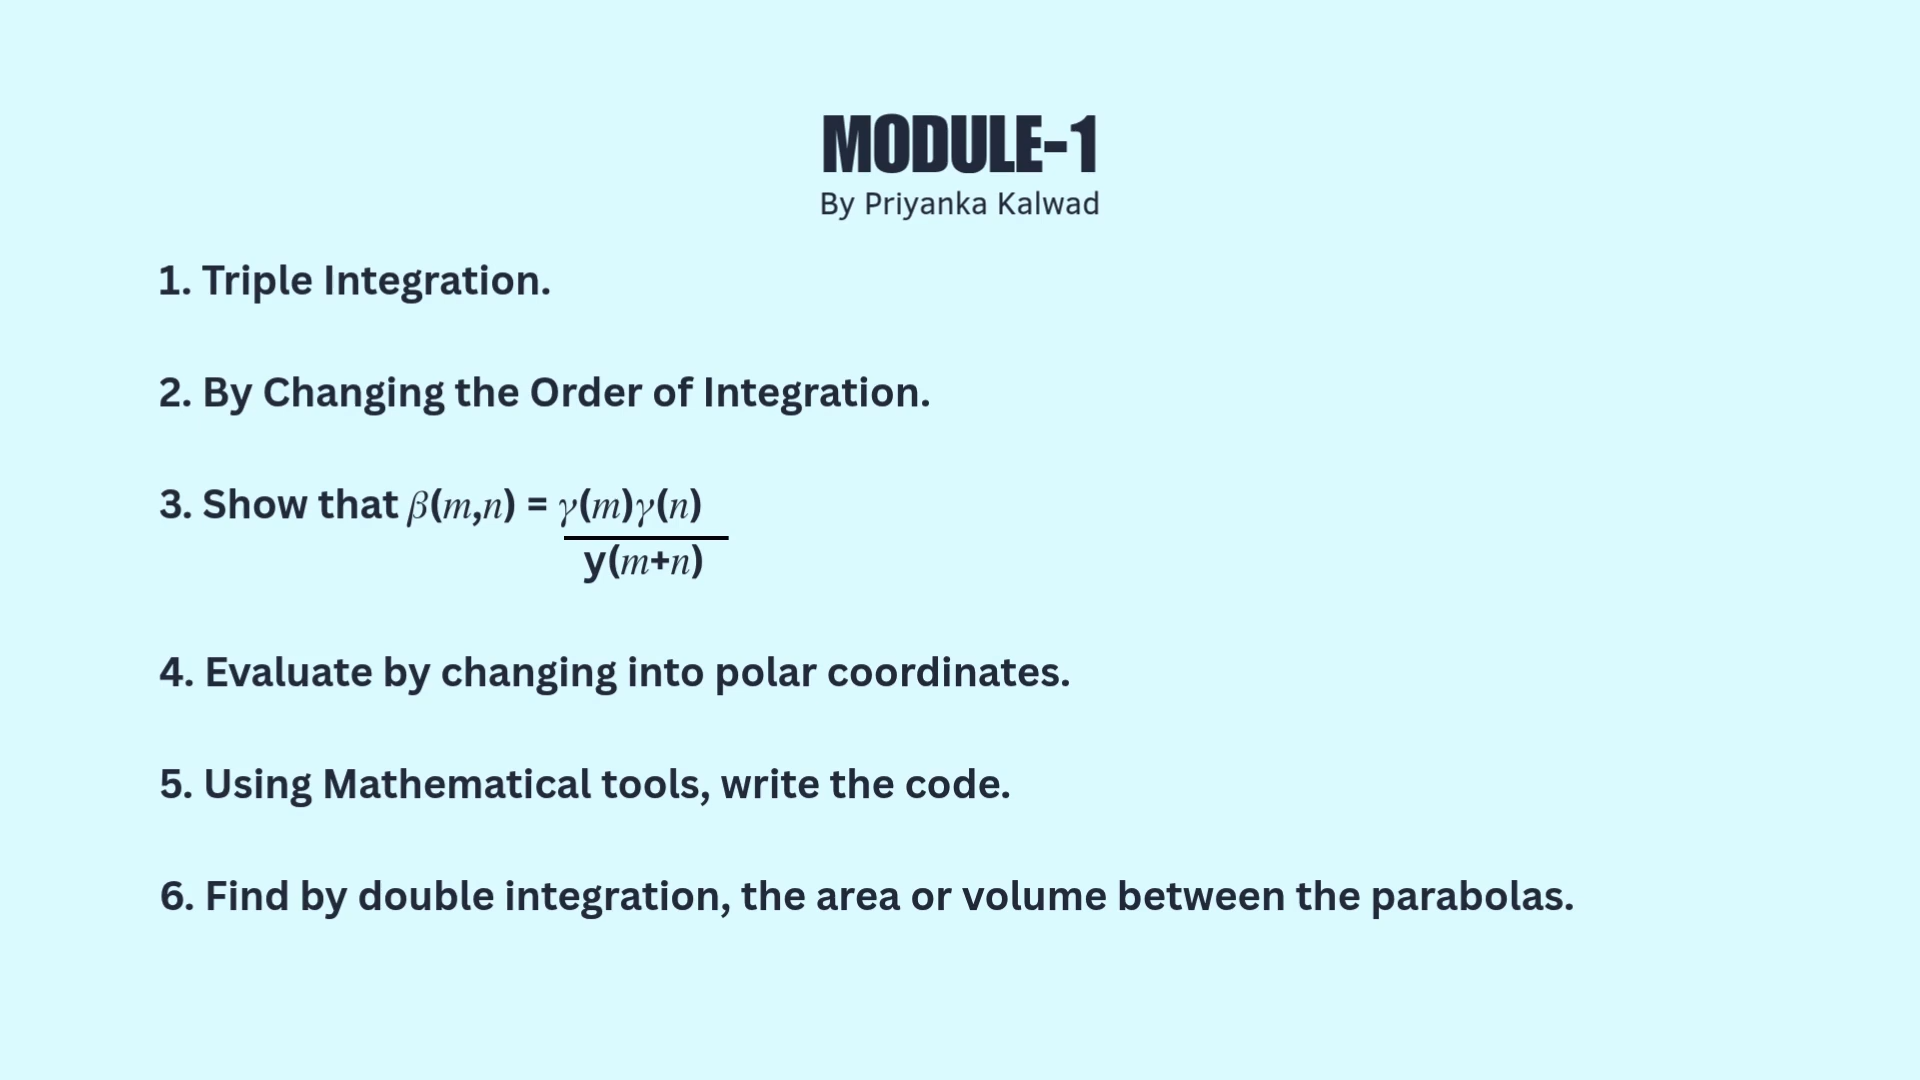 MODULE-1
By Priyanka Kalwad
1. Triple Integration.
2. By Changing the Order of Integration.
3. Show that 𝛽(𝑚,𝑛) = 𝛾(𝑚)𝛾(𝑛)
y(𝑚+𝑛)
4. Evaluate by changing into polar coordinates.
5. Using Mathematical tools, write the code.
6. Find by double integration, the area or volume between the parabolas.